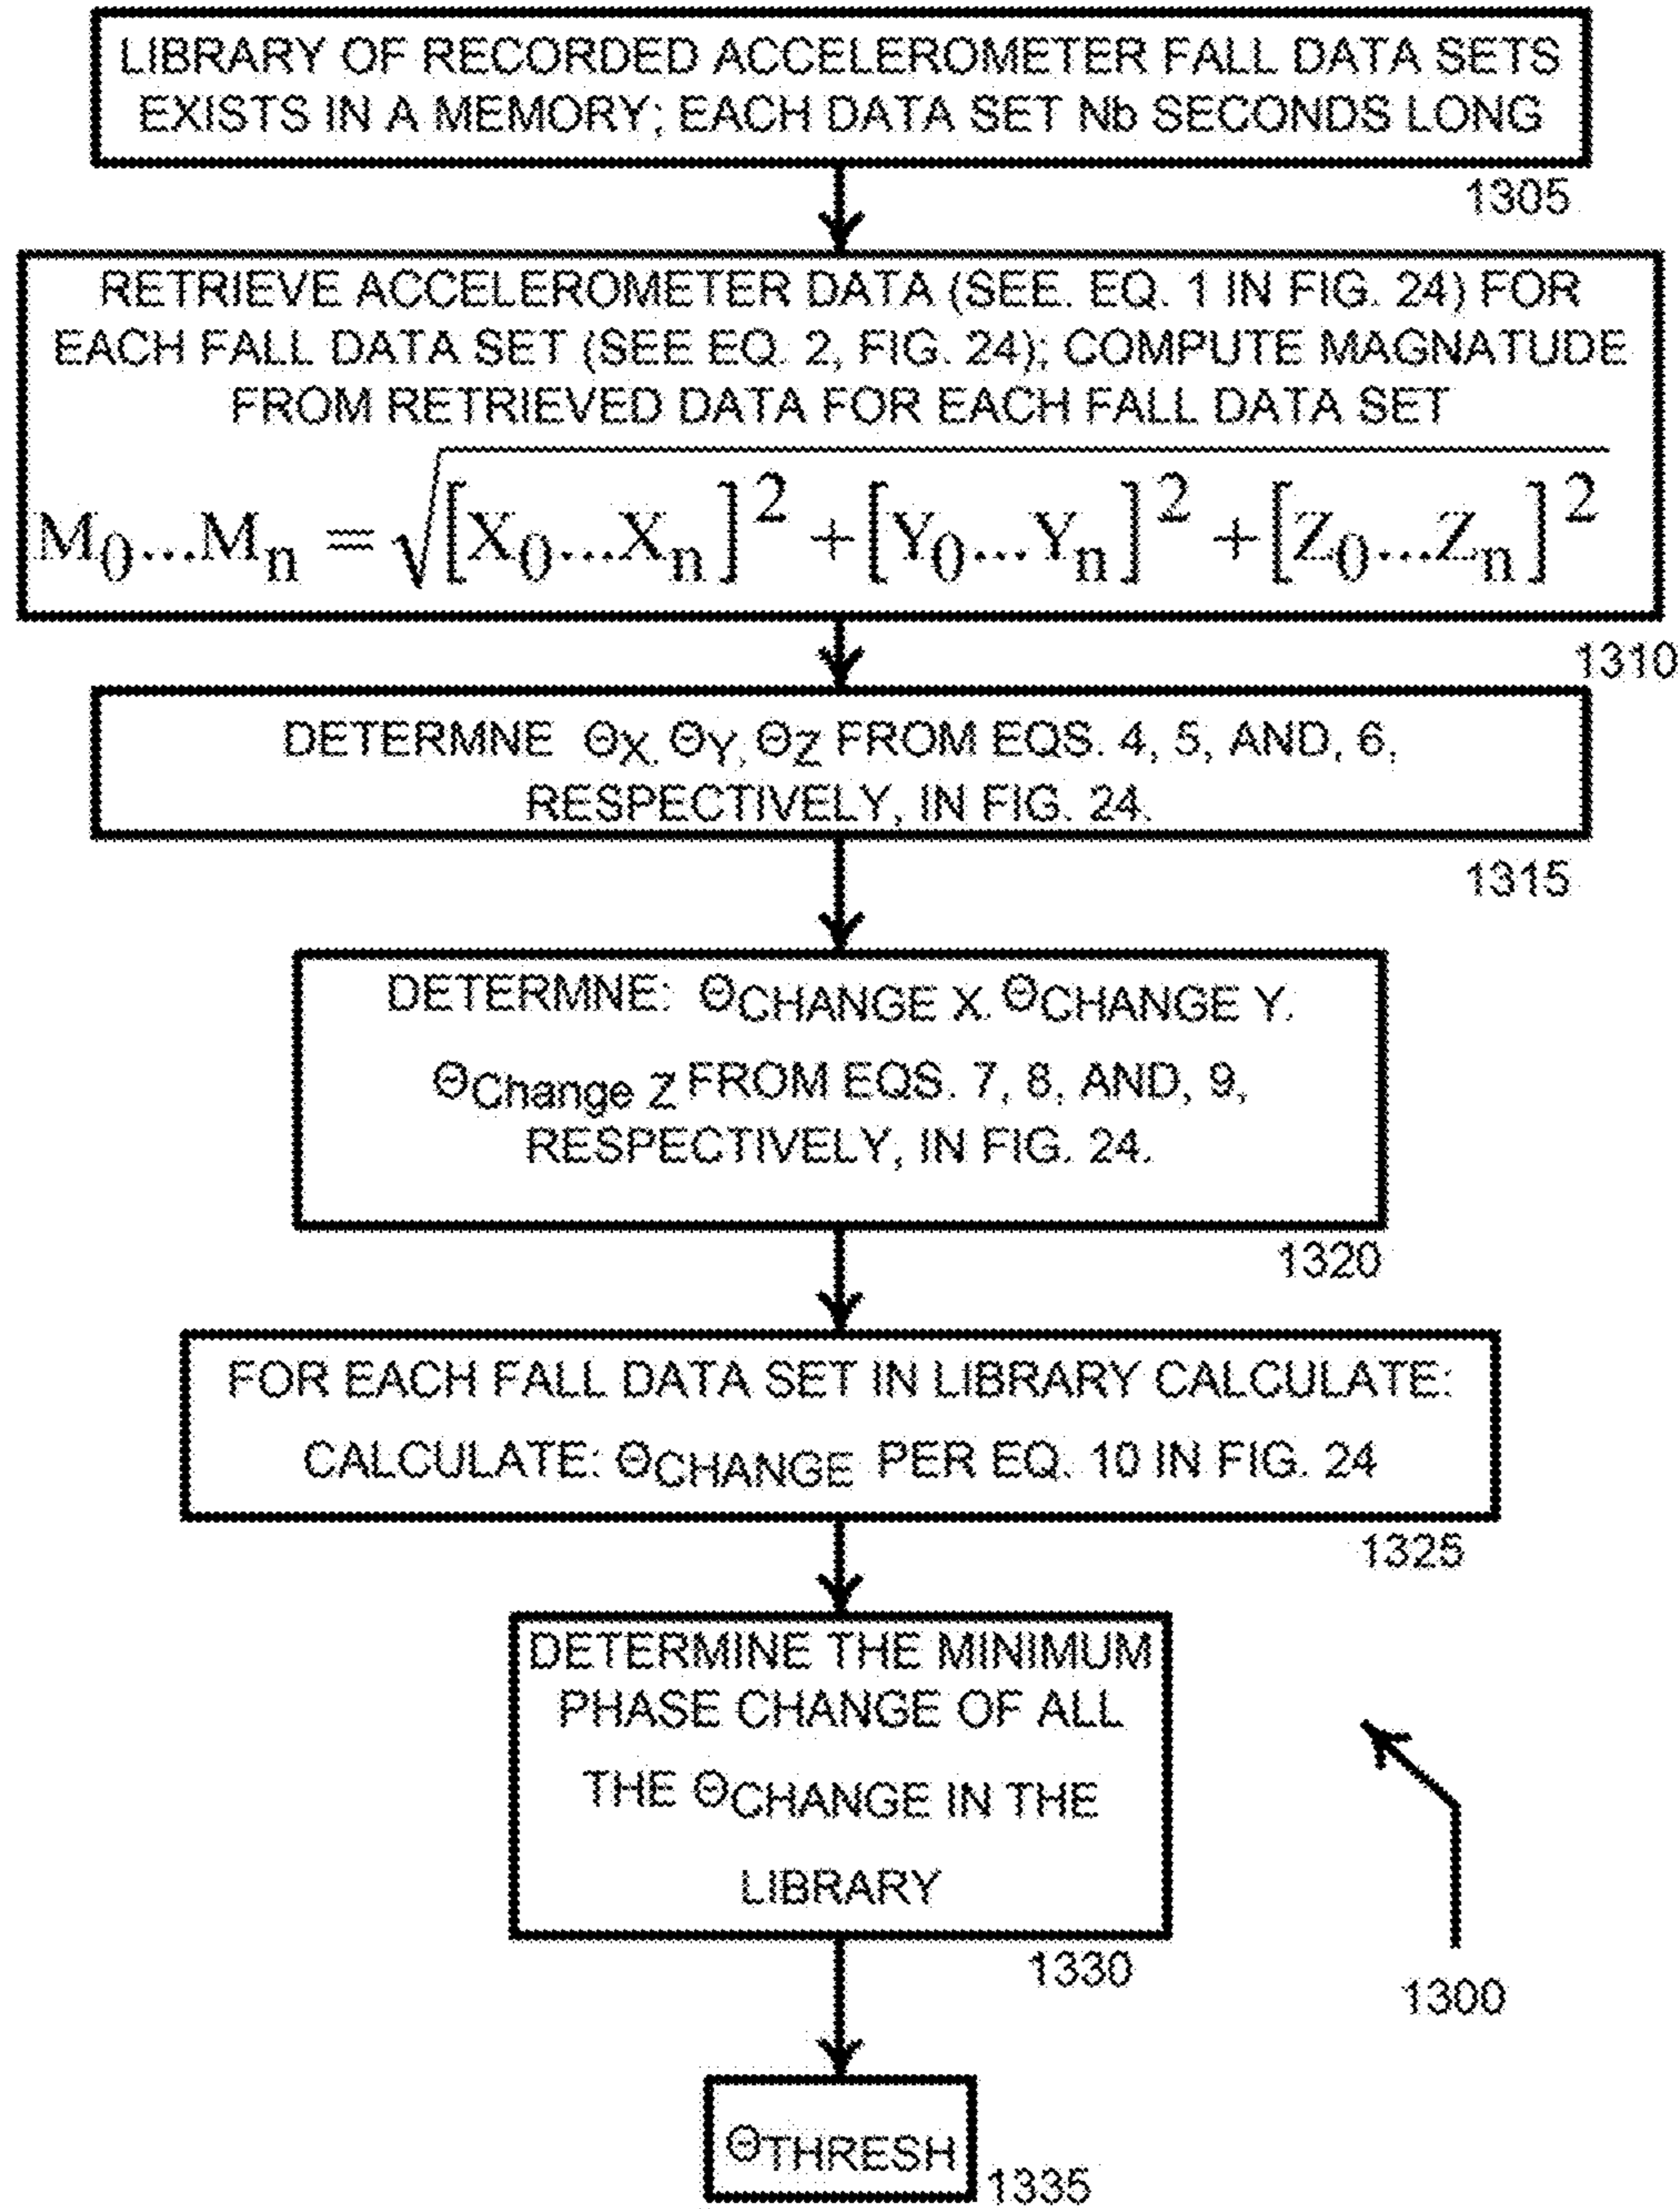 LIBRARY OF RECORDED ACCELEROMETER FALL DATA SETS
EXISTS IN A MEMORY; EACH DATA SET Nb SECONDS LONG
1305
RETRIEVE ACCELEROMETER DATA (SEE. EQ. 1 IN FIG. 24) FOR
EACH FALL DATA SET (SEE EQ. 2, FIG. 24); COMPUTE MAGNATUDE
FROM RETRIEVED DATA FOR EACH FALL DATA SET
M₀...Mₙ = √[X₀...Xₙ]² + [Y₀...Yₙ]² + [Z₀...Zₙ]²
1310
DETERMNE ΘX, ΘY, ΘZ FROM EQS. 4, 5, AND, 6,
RESPECTIVELY, IN FIG. 24.
1315
DETERMNE: ΘCHANGE X. ΘCHANGE Y.
ΘChange Z FROM EQS. 7, 8, AND, 9,
RESPECTIVELY, IN FIG. 24.
1320
FOR EACH FALL DATA SET IN LIBRARY CALCULATE:
CALCULATE: ΘCHANGE PER EQ. 10 IN FIG. 24
1325
DETERMINE THE MINIMUM
PHASE CHANGE OF ALL
THE ΘCHANGE IN THE
LIBRARY
1330
1300
ΘTHRESH
1335